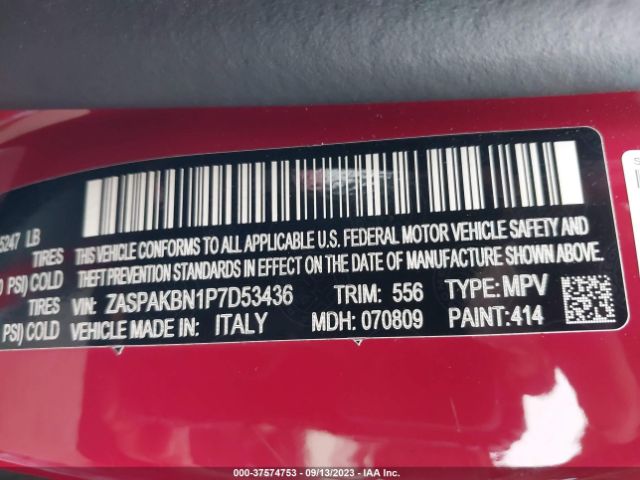 5247 LB
TIRES
PSI) COLD
TIRES
PSI) COLD
THIS VEHICLE CONFORMS TO ALL APPLICABLE U.S. FEDERAL MOTOR VEHICLE SAFETY AND
THEFT PREVENTION STANDARDS IN EFFECT ON THE DATE OF MANUFACTURE SHOWN ABOVE.
VIN: ZASPAKBN1P7D53436 TRIM: 556 TYPE: MPV
VEHICLE MADE IN: ITALY MDH: 070809 PAINT:414
000-37574753 - 09/13/2023 - IAA Inc.